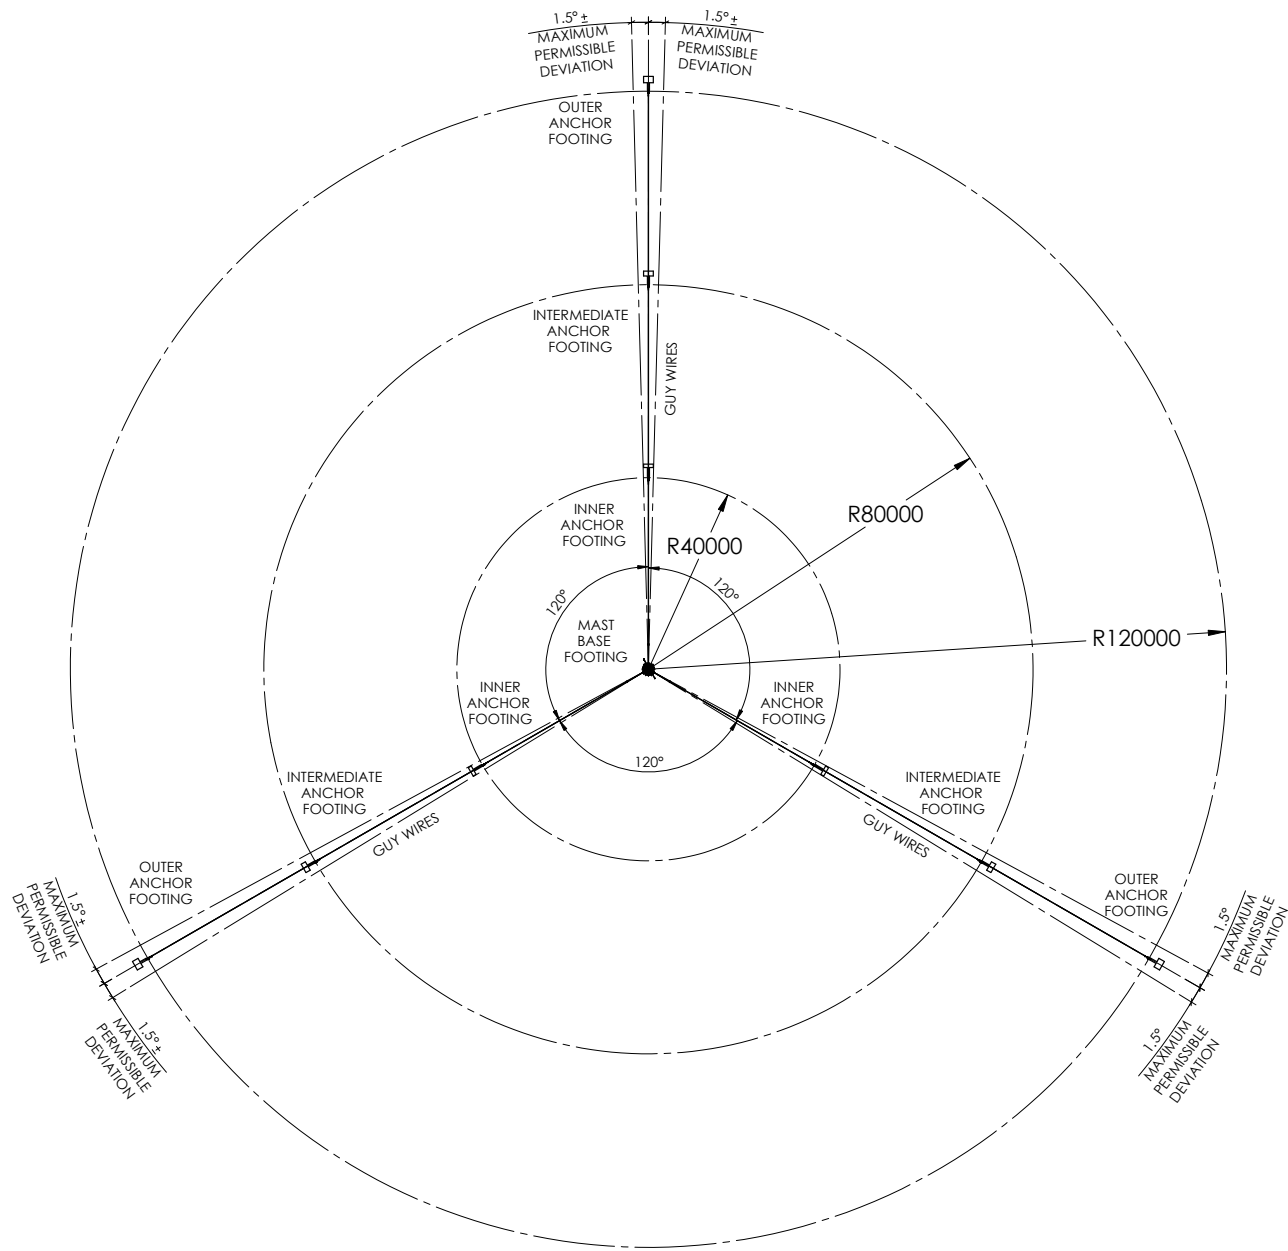 1.5° ±
MAXIMUM
PERMISSIBLE
DEVIATION
1.5° ±
MAXIMUM
PERMISSIBLE
DEVIATION
OUTER
ANCHOR
FOOTING
INTERMEDIATE
ANCHOR
FOOTING
GUY WIRES
INNER
ANCHOR
FOOTING
R40000
R80000
R120000
120°
120°
MAST
BASE
FOOTING
INNER
ANCHOR
FOOTING
INNER
ANCHOR
FOOTING
120°
INTERMEDIATE
ANCHOR
FOOTING
INTERMEDIATE
ANCHOR
FOOTING
GUY WIRES
GUY WIRES
OUTER
ANCHOR
FOOTING
OUTER
ANCHOR
FOOTING
1.5° ±
MAXIMUM
PERMISSIBLE
DEVIATION
1.5°
MAXIMUM
PERMISSIBLE
DEVIATION
1.5° ±
MAXIMUM
PERMISSIBLE
DEVIATION
1.5°
MAXIMUM
PERMISSIBLE
DEVIATION